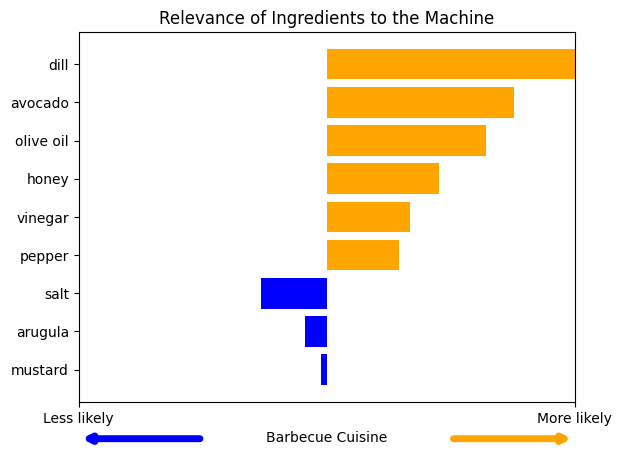 Relevance of Ingredients to the Machine
dill
avocado
olive oil
honey
vinegar
pepper
salt
arugula
mustard
Less likely
More likely
Barbecue Cuisine